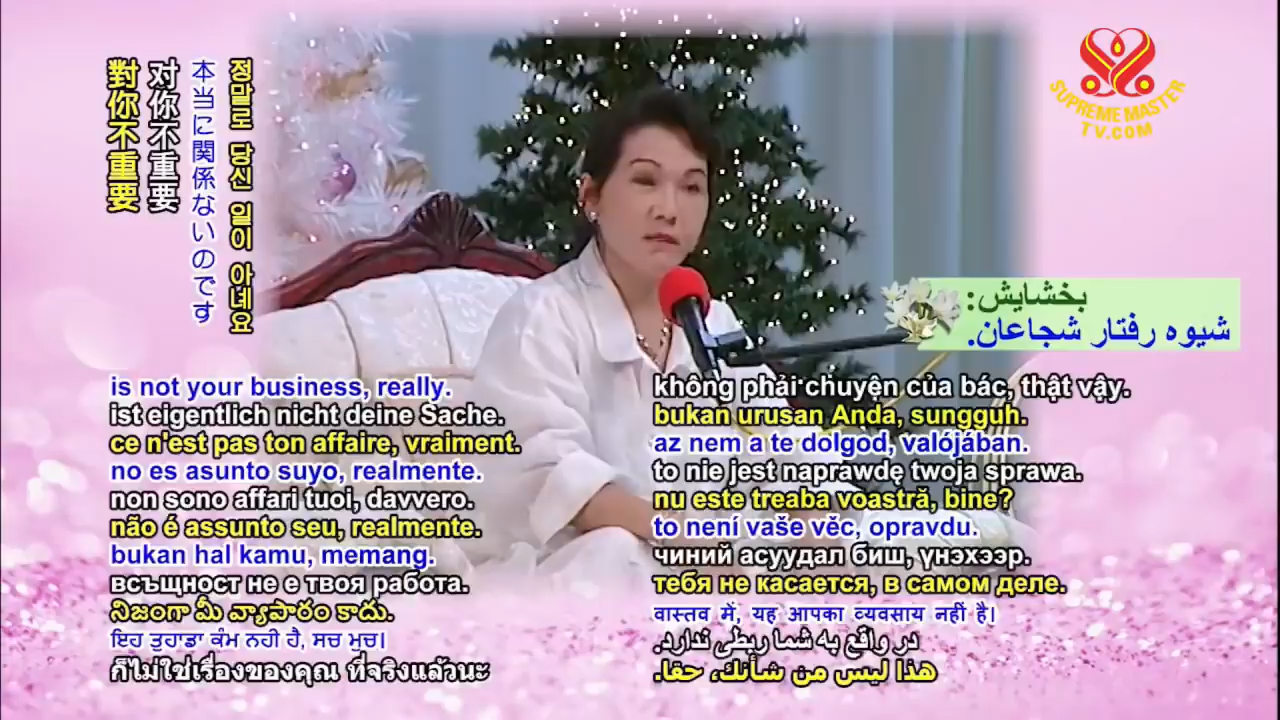 對你不重要
对你不重要
本当に関係ないのです
정말로 당신 일이 아녜요
SUPREME MASTER
TV.COM
بخشایش:
شیوه رفتار شجاعان.
is not your business, really.
ist eigentlich nicht deine Sache.
ce n'est pas ton affaire, vraiment.
no es asunto suyo, realmente.
non sono affari tuoi, davvero.
não é assunto seu, realmente.
bukan hal kamu, memang.
всъщност не е твоя работа.
నిజంగా మీ వ్యాపారం కాదు.
ਇਹ ਤੁਹਾਡਾ ਕੰਮ ਨਹੀ ਹੈ, ਸਚ ਮੁਚ।
ก็ไม่ใช่เรื่องของคุณ ที่จริงแล้วนะ
không phải chuyện của bác, thật vậy.
bukan urusan Anda, sungguh.
az nem a te dolgod, valójában.
to nie jest naprawdę twoja sprawa.
nu este treaba voastră, bine?
to není vaše věc, opravdu.
чиний асуудал биш, үнэхээр.
тебя не касается, в самом деле.
वास्तव में, यह आपका व्यवसाय नहीं है।
در واقع به شما ربطی ندارد.
هذا ليس من شأنك، حقا.